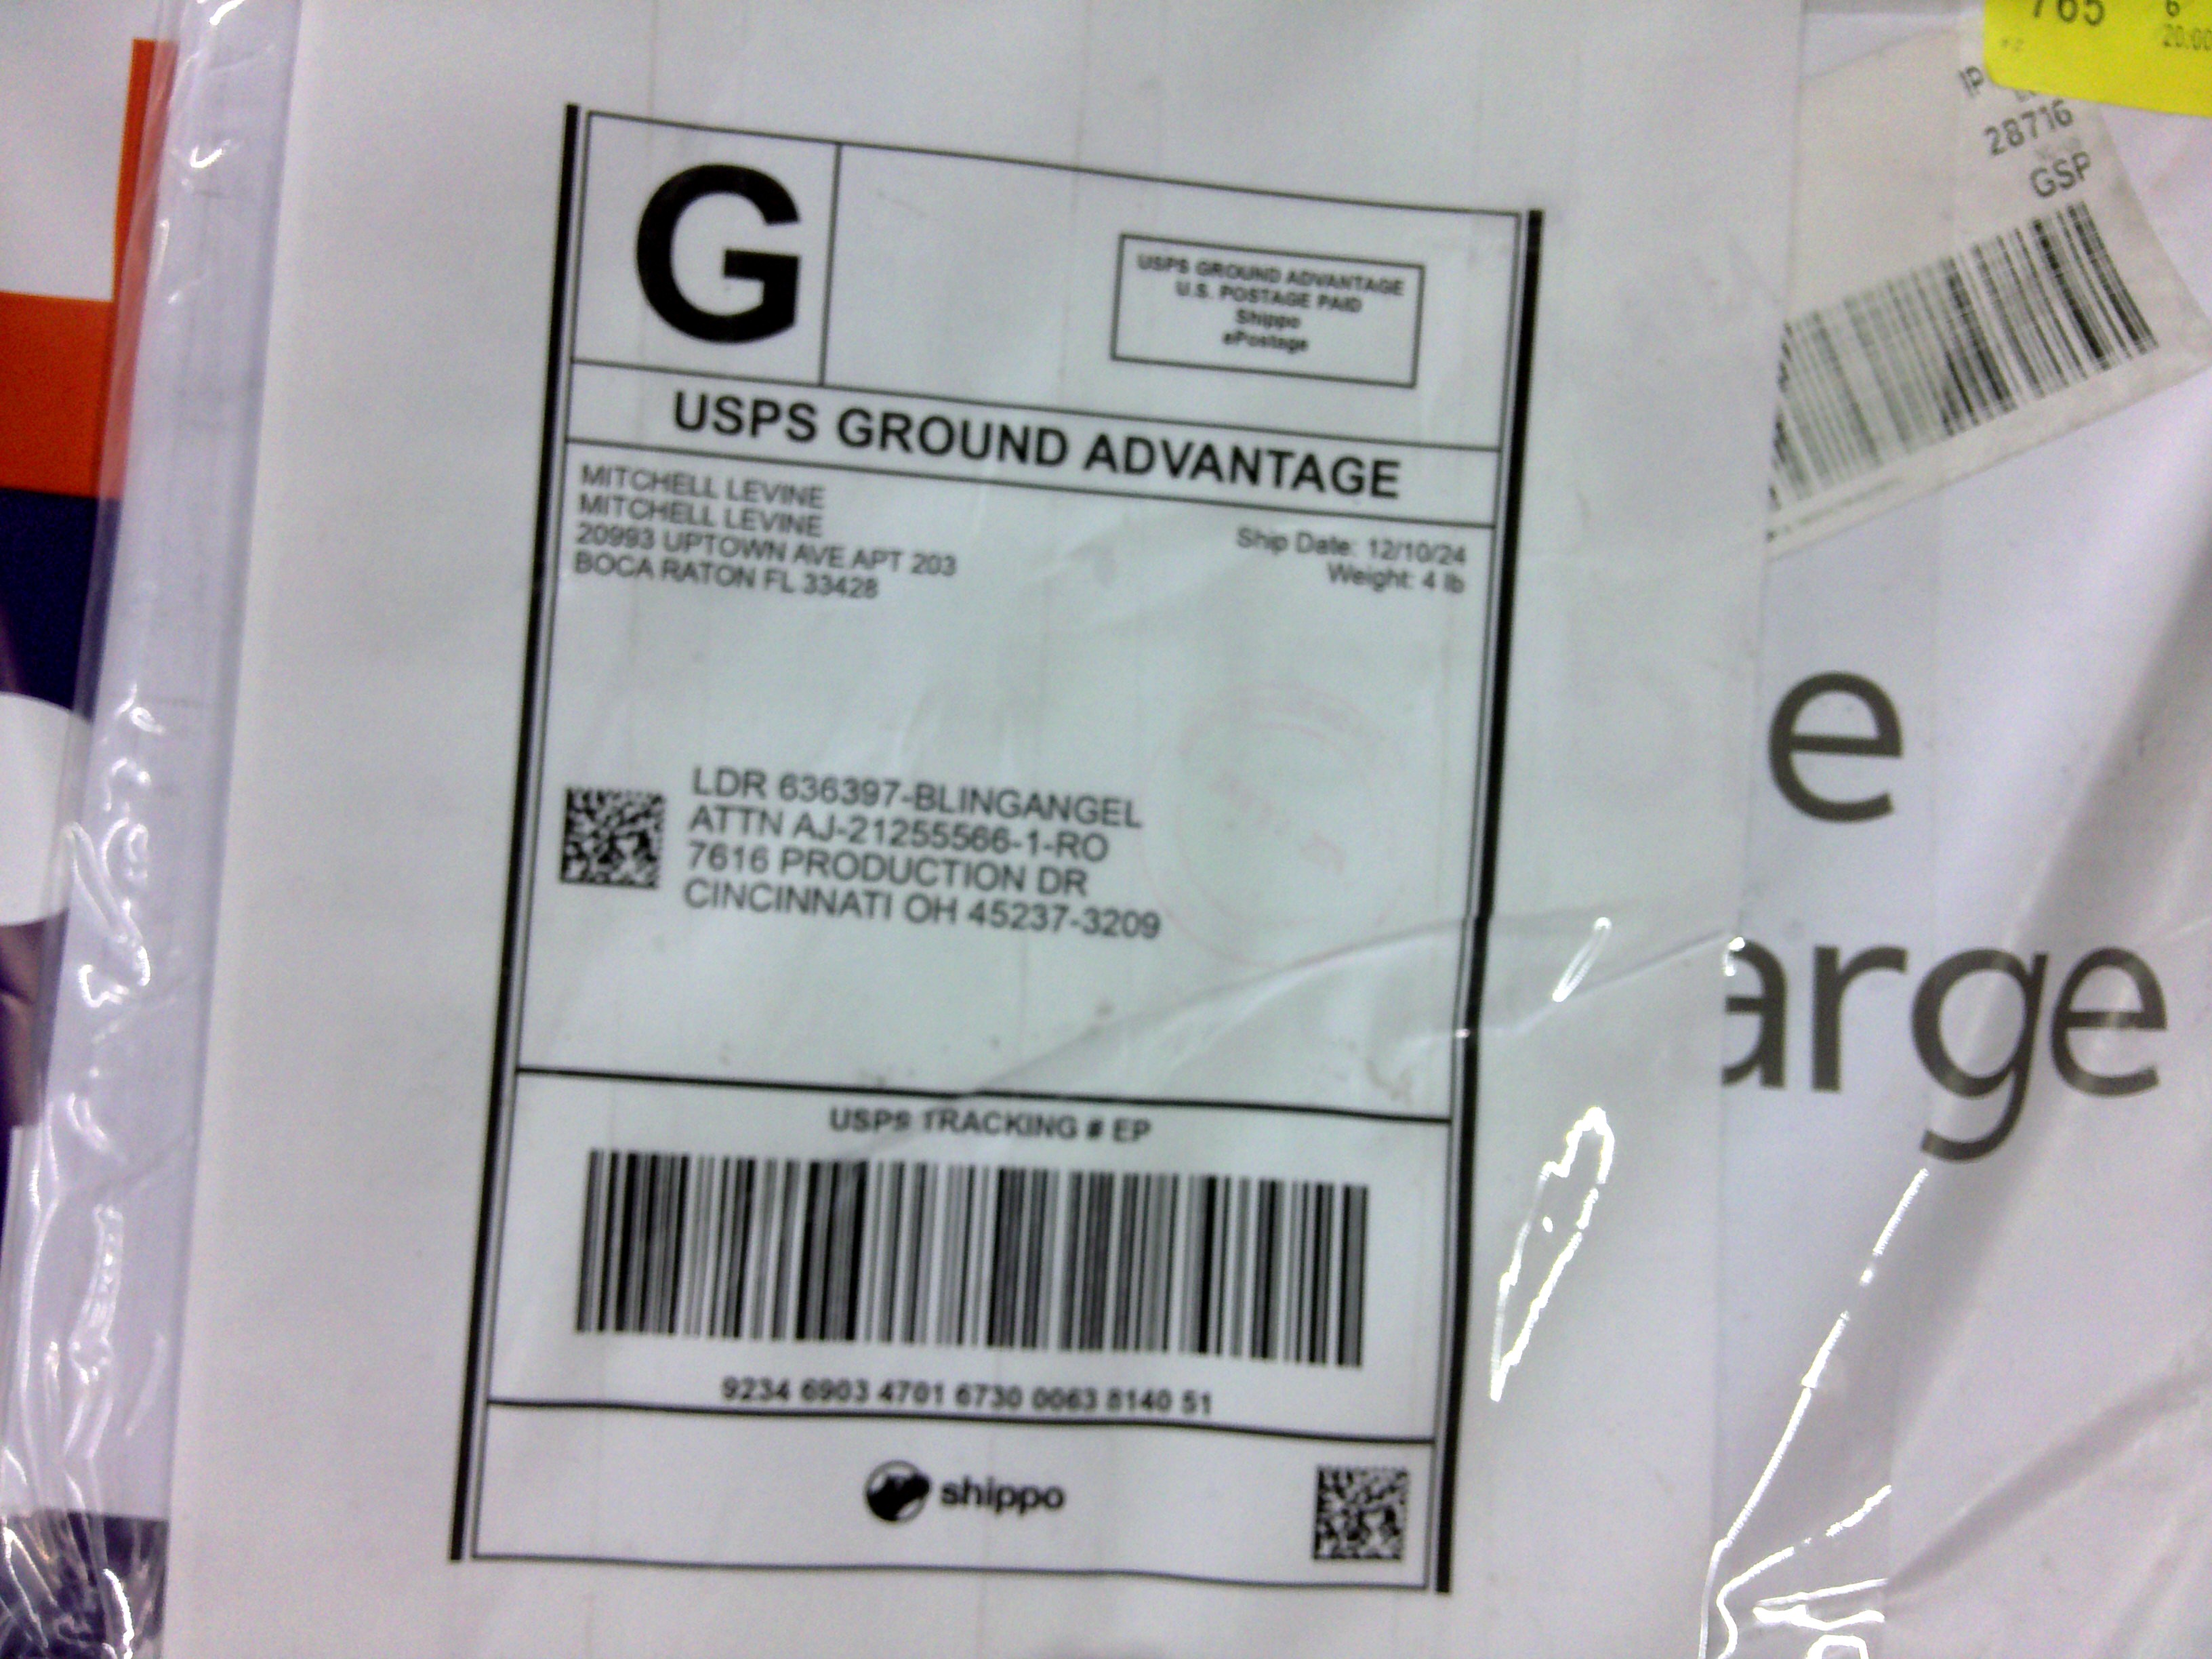 G
USPS GROUND ADVANTAGE
U.S. POSTAGE PAID
Shippo
ePostage
USPS GROUND ADVANTAGE
MITCHELL LEVINE
MITCHELL LEVINE
20993 UPTOWN AVE APT 203
BOCA RATON FL 33428
Ship Date: 12/10/24
Weight: 4 lb
LDR 636397-BLINGANGEL
ATTN AJ-21255566-1-RO
7616 PRODUCTION DR
CINCINNATI OH 45237-3209
USPS TRACKING # EP
9234 6903 4701 6730 0063 8140 51
shippo
765
6
20:00
IP
28716
GSP
e
arge